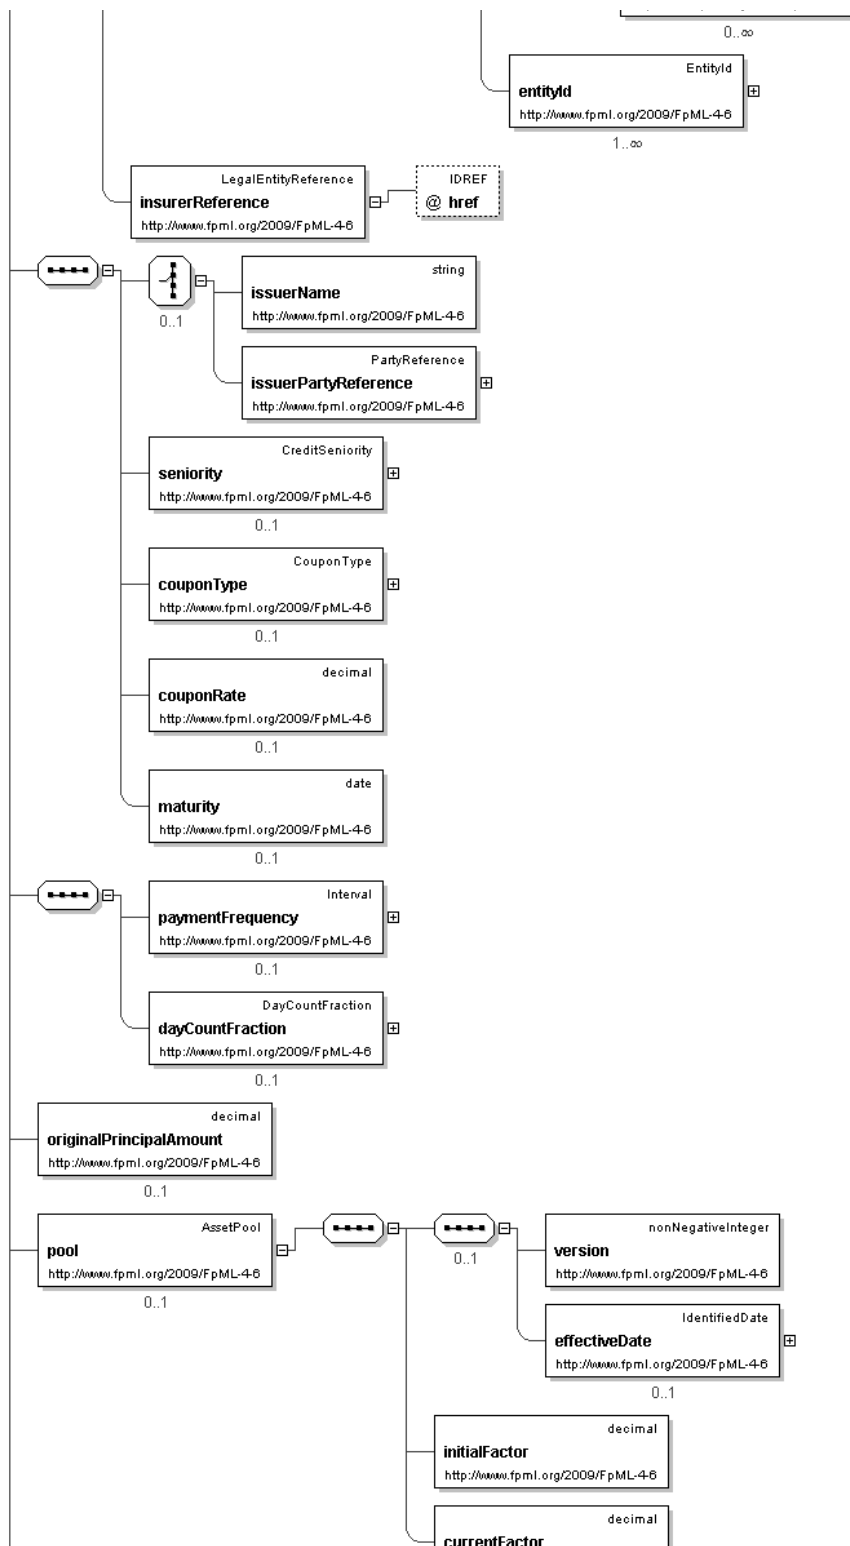 0..∞
EntityId
entityId
http://www.fpml.org/2009/FpML-4-6
1..∞
LegalEntityReference
insurerReference
http://www.fpml.org/2009/FpML-4-6
IDREF
@ href
string
issuerName
http://www.fpml.org/2009/FpML-4-6
0..1
PartyReference
issuerPartyReference
http://www.fpml.org/2009/FpML-4-6
CreditSeniority
seniority
http://www.fpml.org/2009/FpML-4-6
0..1
CouponType
couponType
http://www.fpml.org/2009/FpML-4-6
0..1
decimal
couponRate
http://www.fpml.org/2009/FpML-4-6
0..1
date
maturity
http://www.fpml.org/2009/FpML-4-6
0..1
Interval
paymentFrequency
http://www.fpml.org/2009/FpML-4-6
0..1
DayCountFraction
dayCountFraction
http://www.fpml.org/2009/FpML-4-6
0..1
decimal
originalPrincipalAmount
http://www.fpml.org/2009/FpML-4-6
0..1
AssetPool
pool
http://www.fpml.org/2009/FpML-4-6
0..1
0..1
nonNegativeInteger
version
http://www.fpml.org/2009/FpML-4-6
IdentifiedDate
effectiveDate
http://www.fpml.org/2009/FpML-4-6
0..1
decimal
initialFactor
http://www.fpml.org/2009/FpML-4-6
decimal
currentFactor